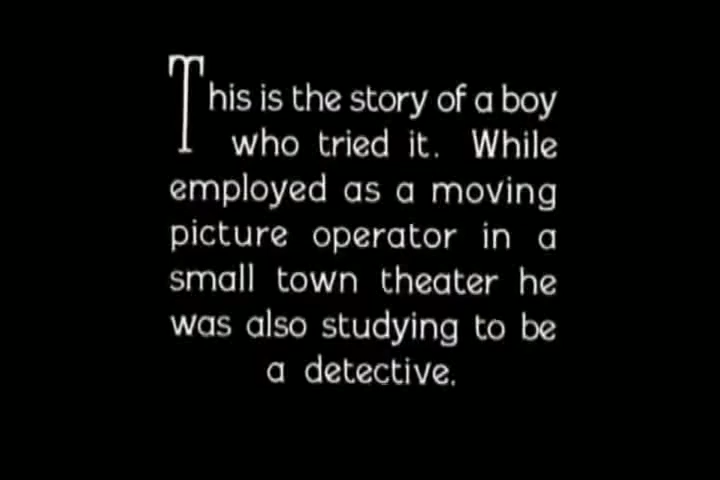 This is the story of a boy
who tried it. While
employed as a moving
picture operator in a
small town theater he
was also studying to be
a detective.